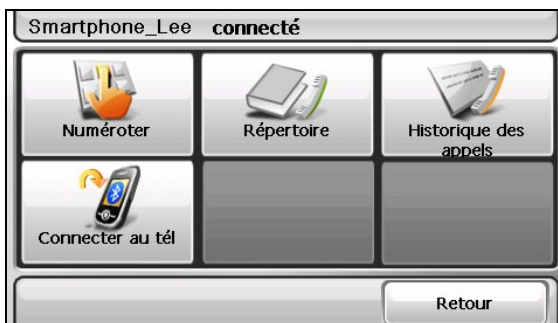 Smartphone_Lee connecté
Numéroter
Répertoire
Historique des
appels
Connecter au tél
Retour